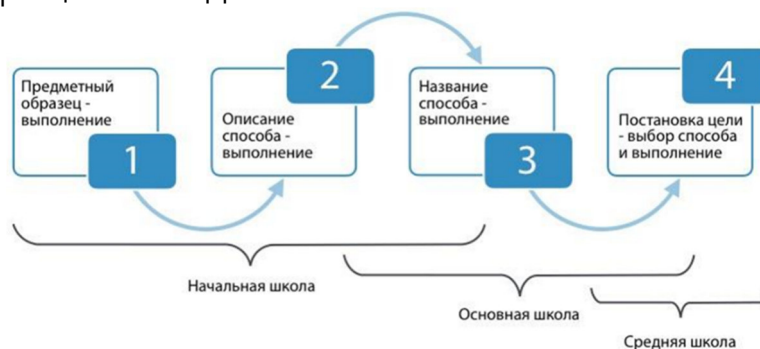 Предметный
образец -
выполнение
1
2
Описание
способа -
выполнение
Название
способа -
выполнение
3
4
Постановка цели
- выбор способа
и выполнение
Начальная школа
Основная школа
Средняя школа